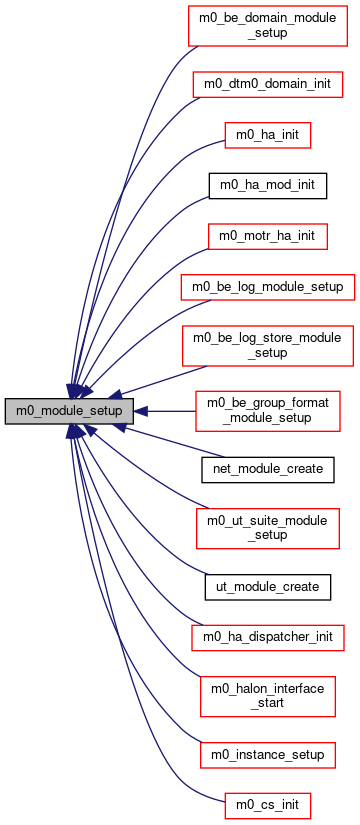 m0_be_domain_module
_setup
m0_dtm0_domain_init
m0_ha_init
m0_ha_mod_init
m0_motr_ha_init
m0_be_log_module_setup
m0_be_log_store_module
_setup
m0_module_setup
m0_be_group_format
_module_setup
net_module_create
m0_ut_suite_module
_setup
ut_module_create
m0_ha_dispatcher_init
m0_halon_interface
_start
m0_instance_setup
m0_cs_init